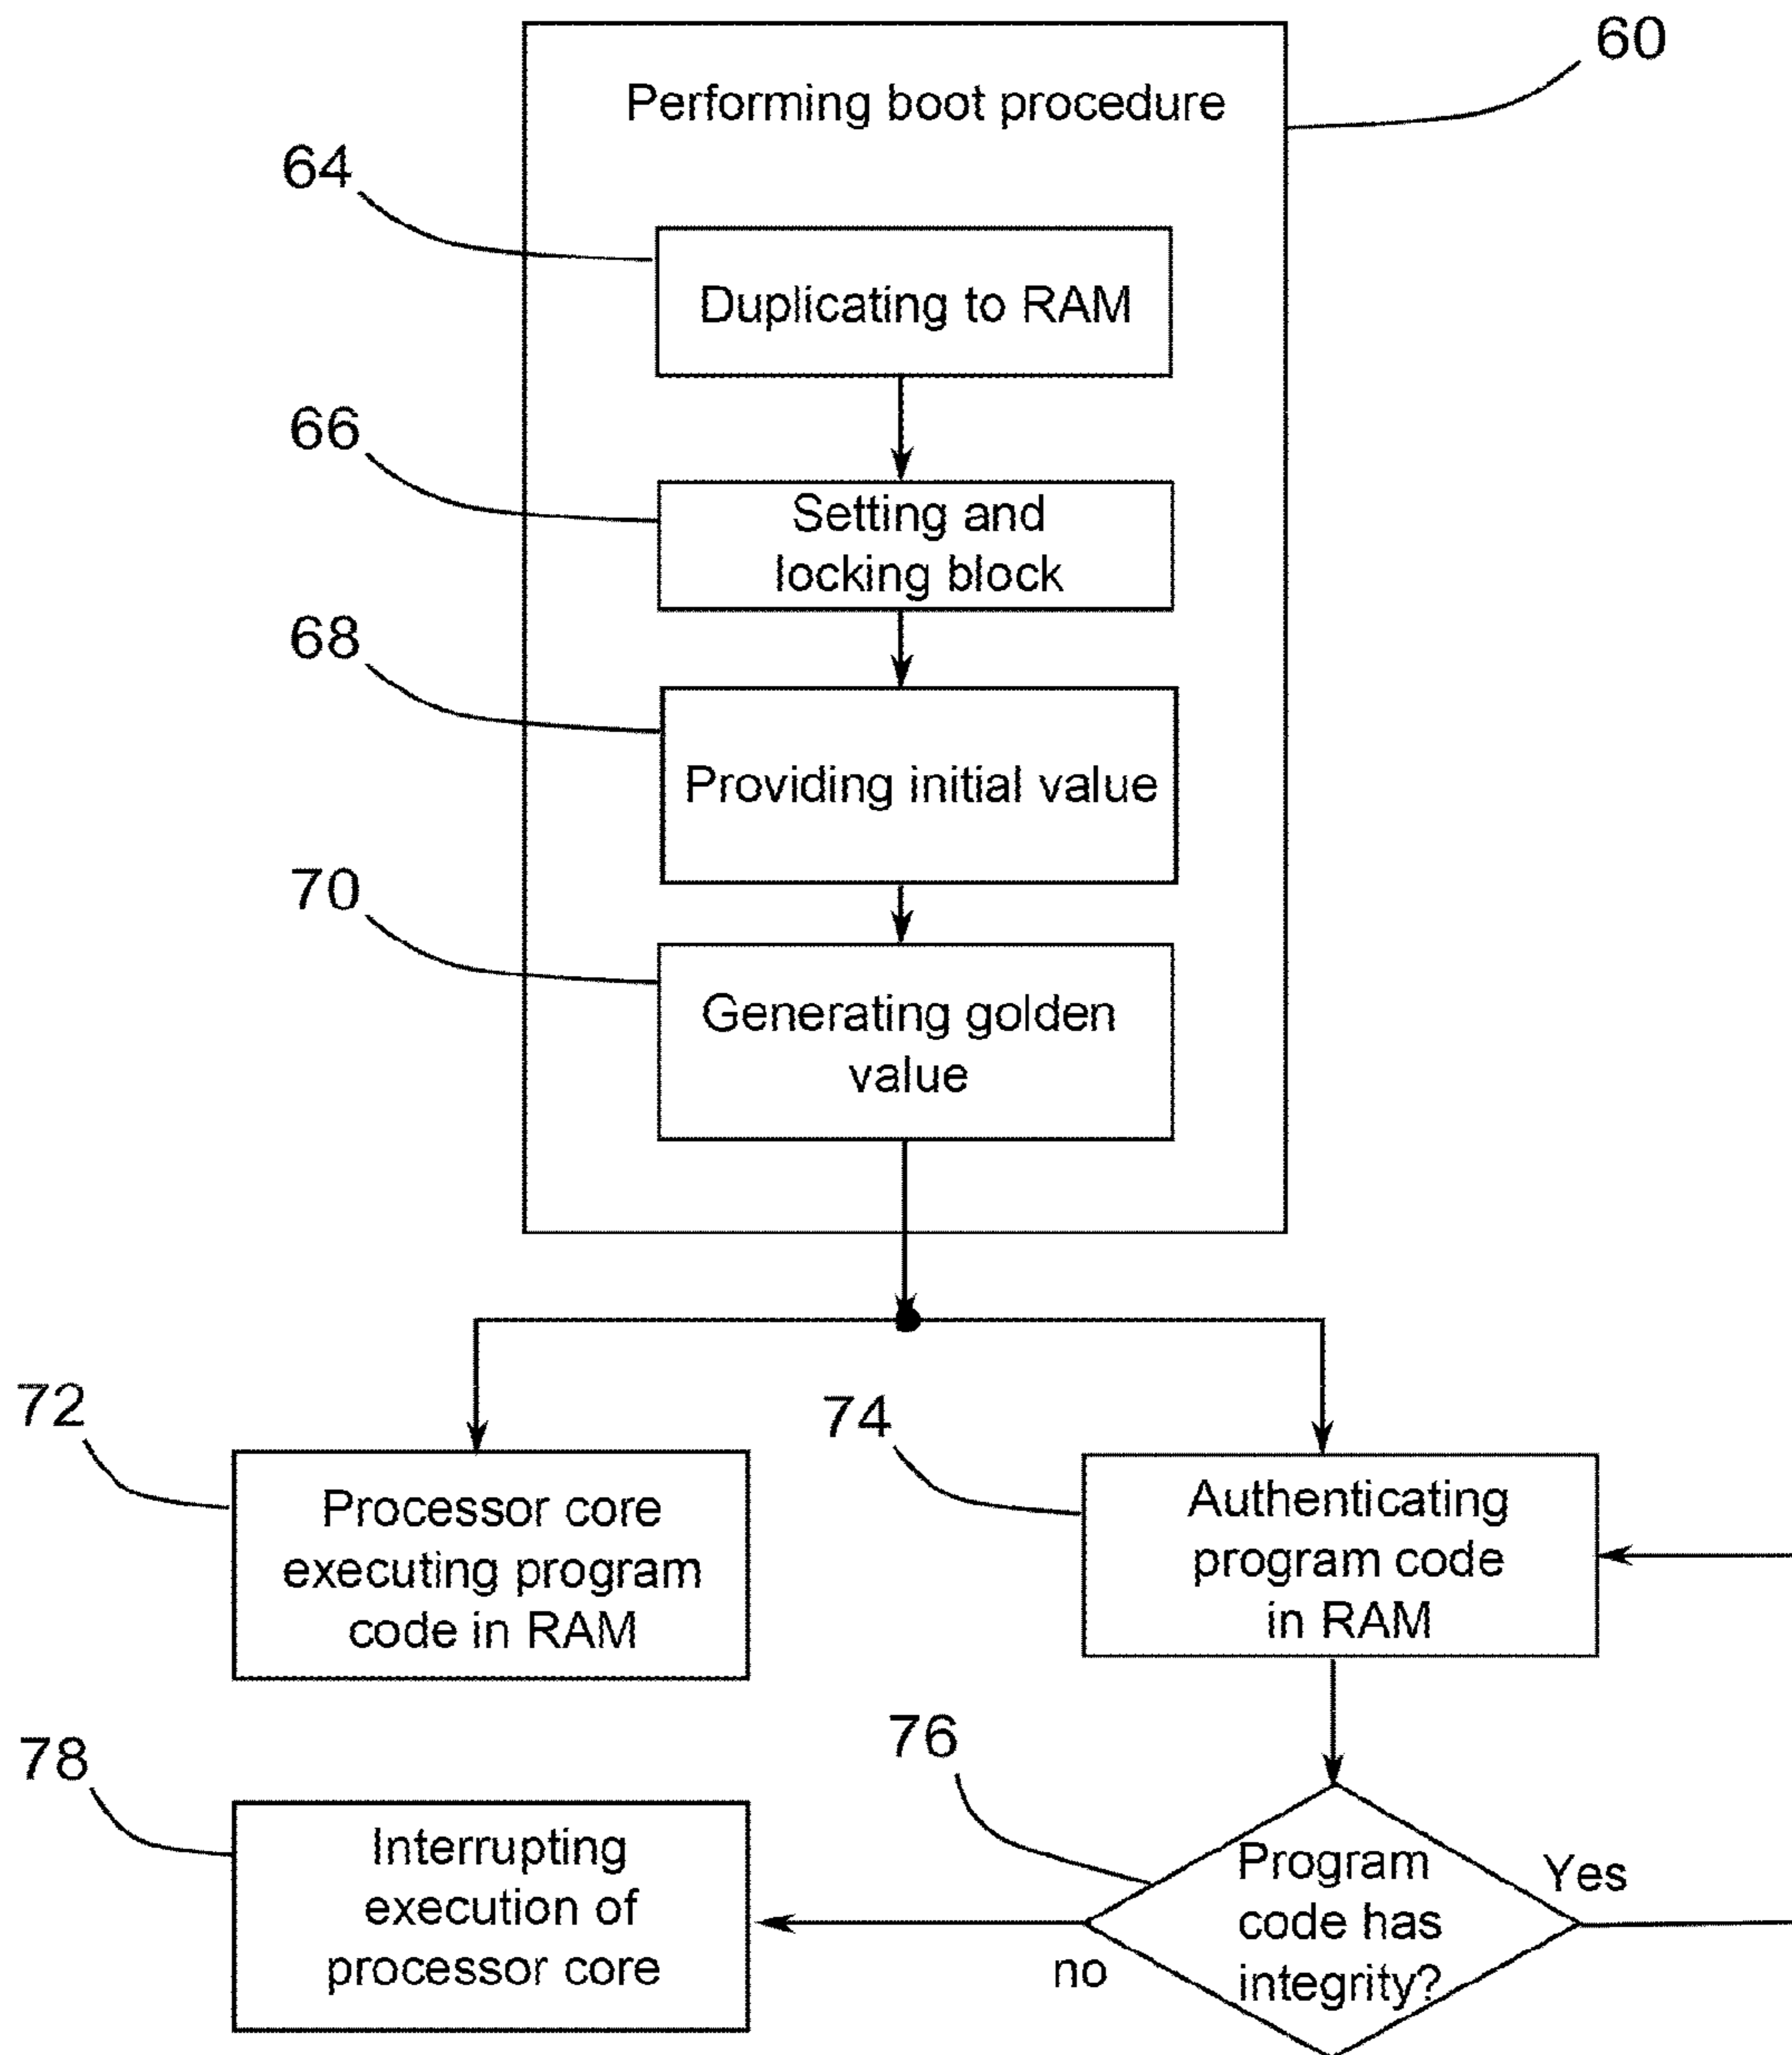 60
Performing boot procedure
64
Duplicating to RAM
66
Setting and
locking block
68
Providing initial value
70
Generating golden
value
72
Processor core
executing program
code in RAM
74
Authenticating
program code
in RAM
76
Program
code has
integrity?
Yes
no
78
Interrupting
execution of
processor core